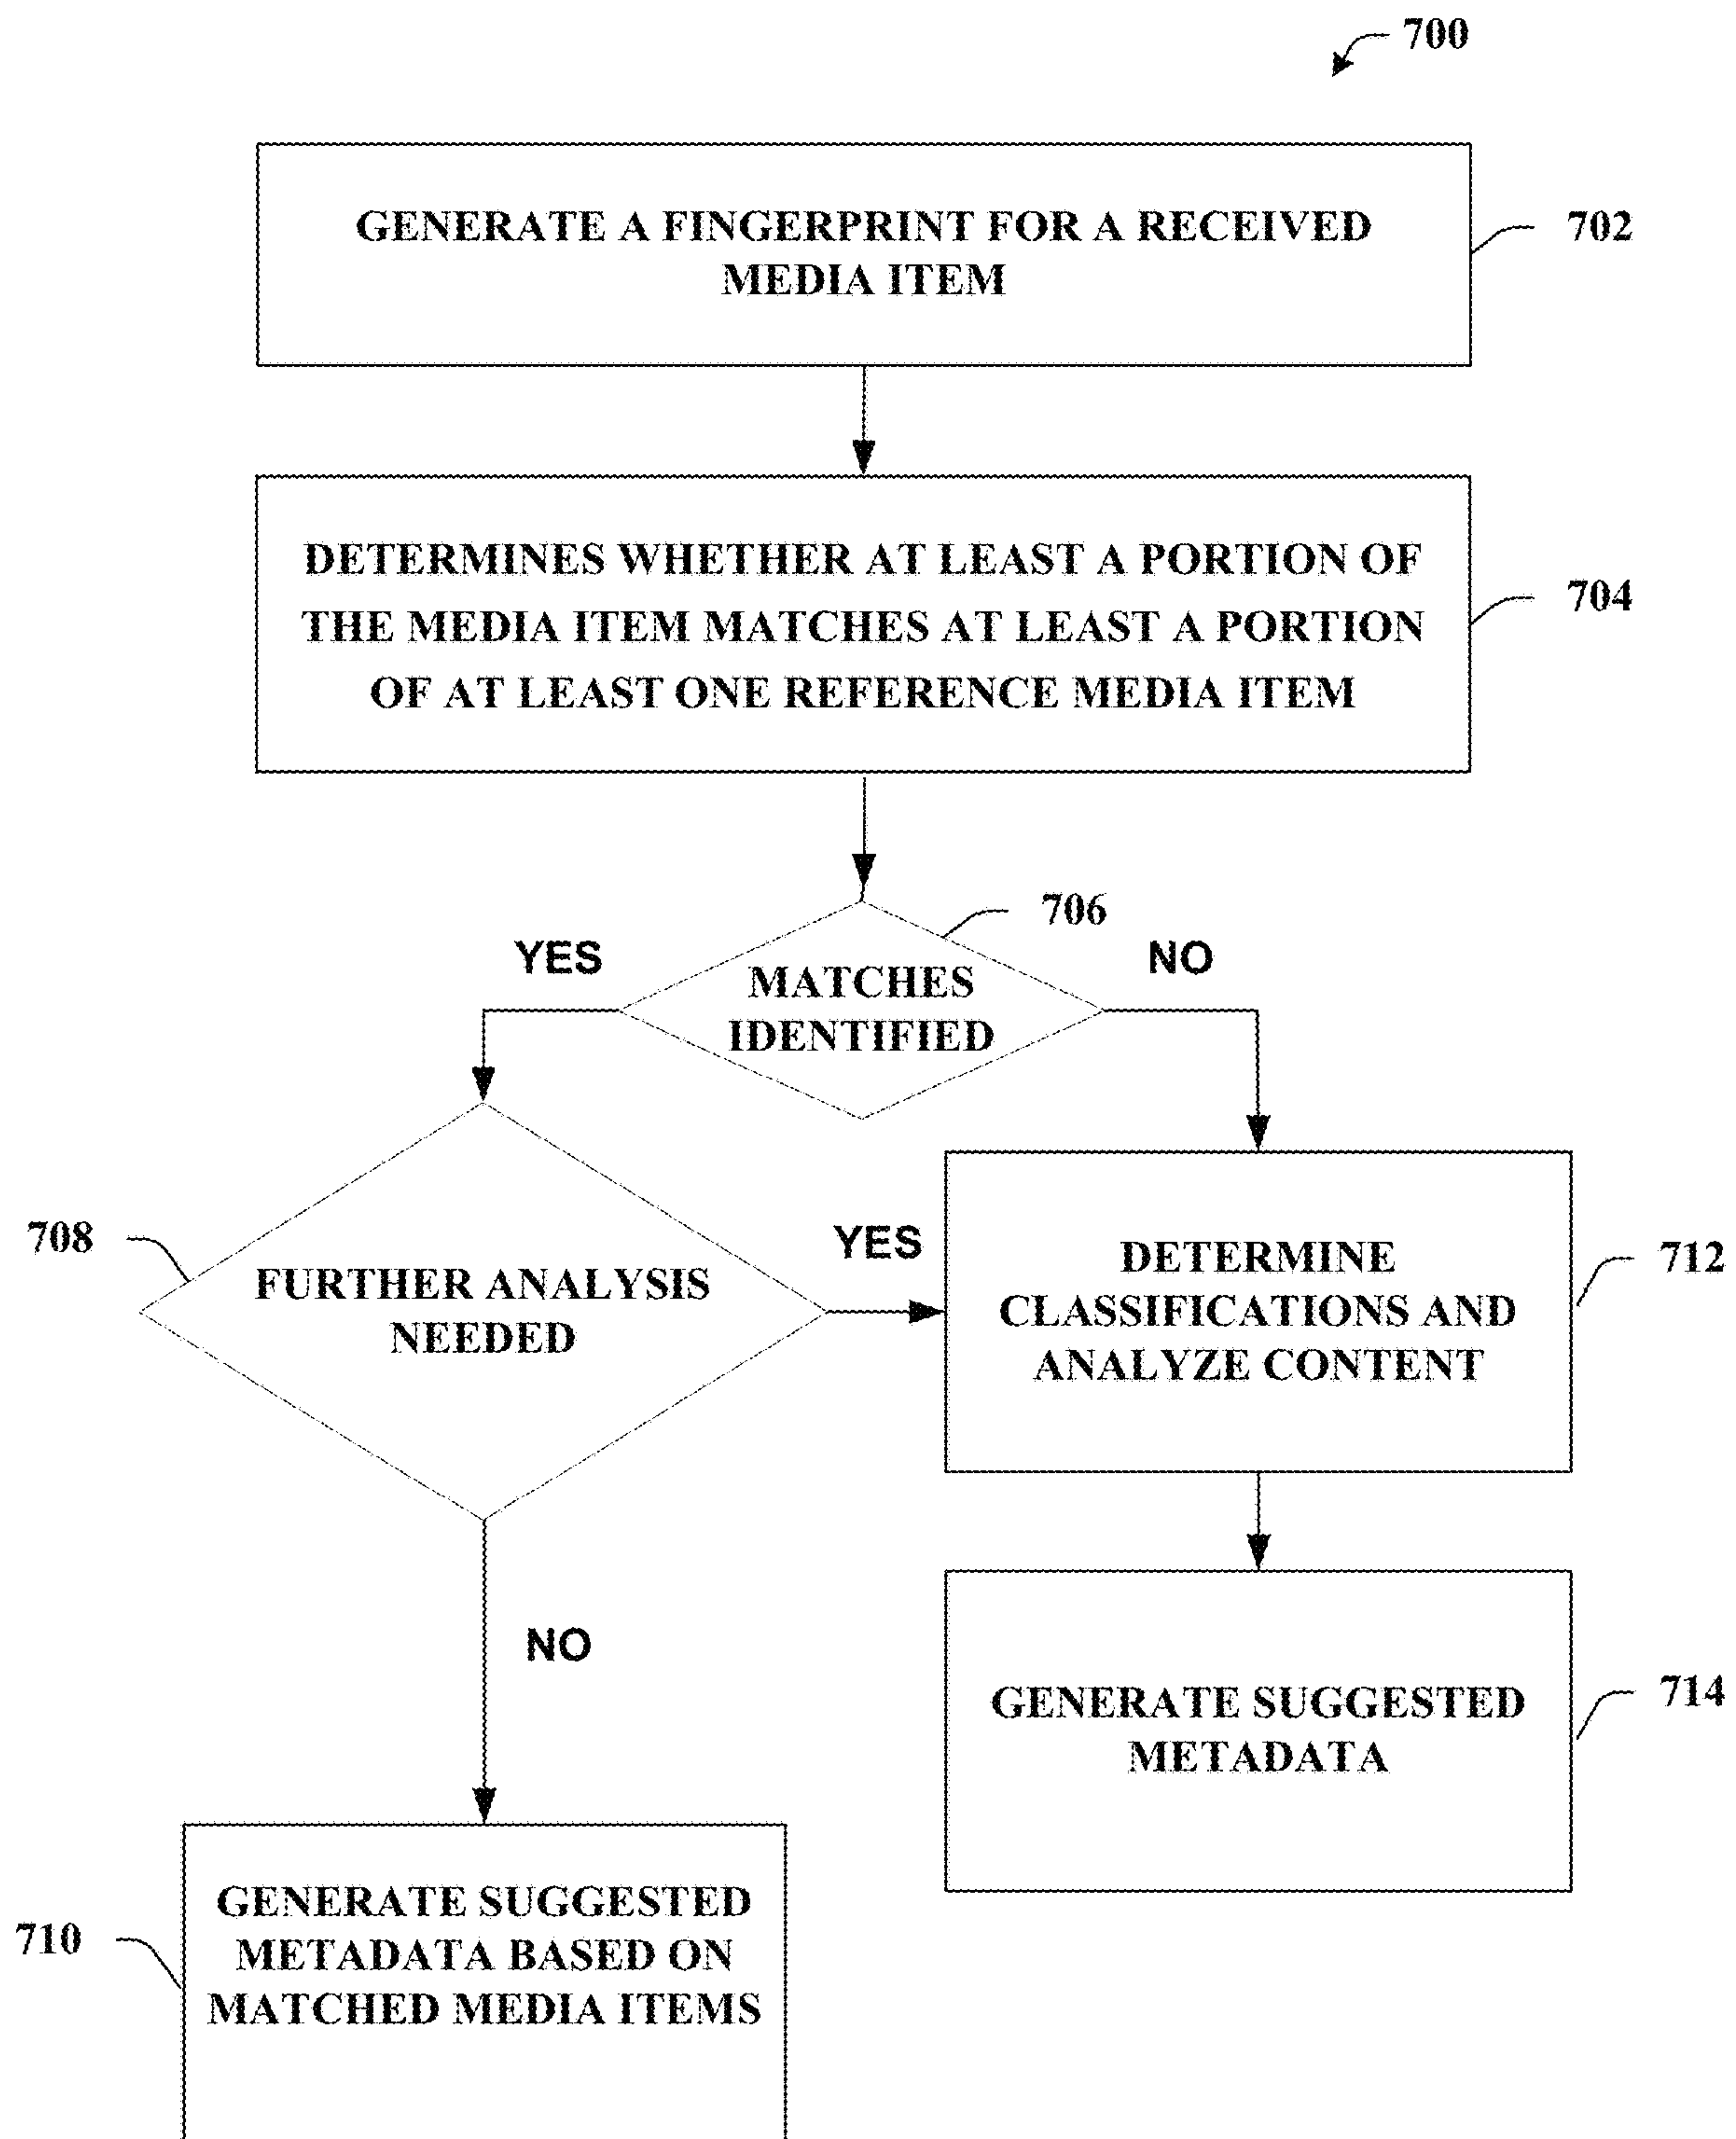 700
GENERATE A FINGERPRINT FOR A RECEIVED
MEDIA ITEM
702
DETERMINES WHETHER AT LEAST A PORTION OF
THE MEDIA ITEM MATCHES AT LEAST A PORTION
OF AT LEAST ONE REFERENCE MEDIA ITEM
704
706
YES
NO
MATCHES
IDENTIFIED
708
FURTHER ANALYSIS
NEEDED
YES
DETERMINE
CLASSIFICATIONS AND
ANALYZE CONTENT
712
NO
GENERATE SUGGESTED
METADATA
714
GENERATE SUGGESTED
METADATA BASED ON
MATCHED MEDIA ITEMS
710